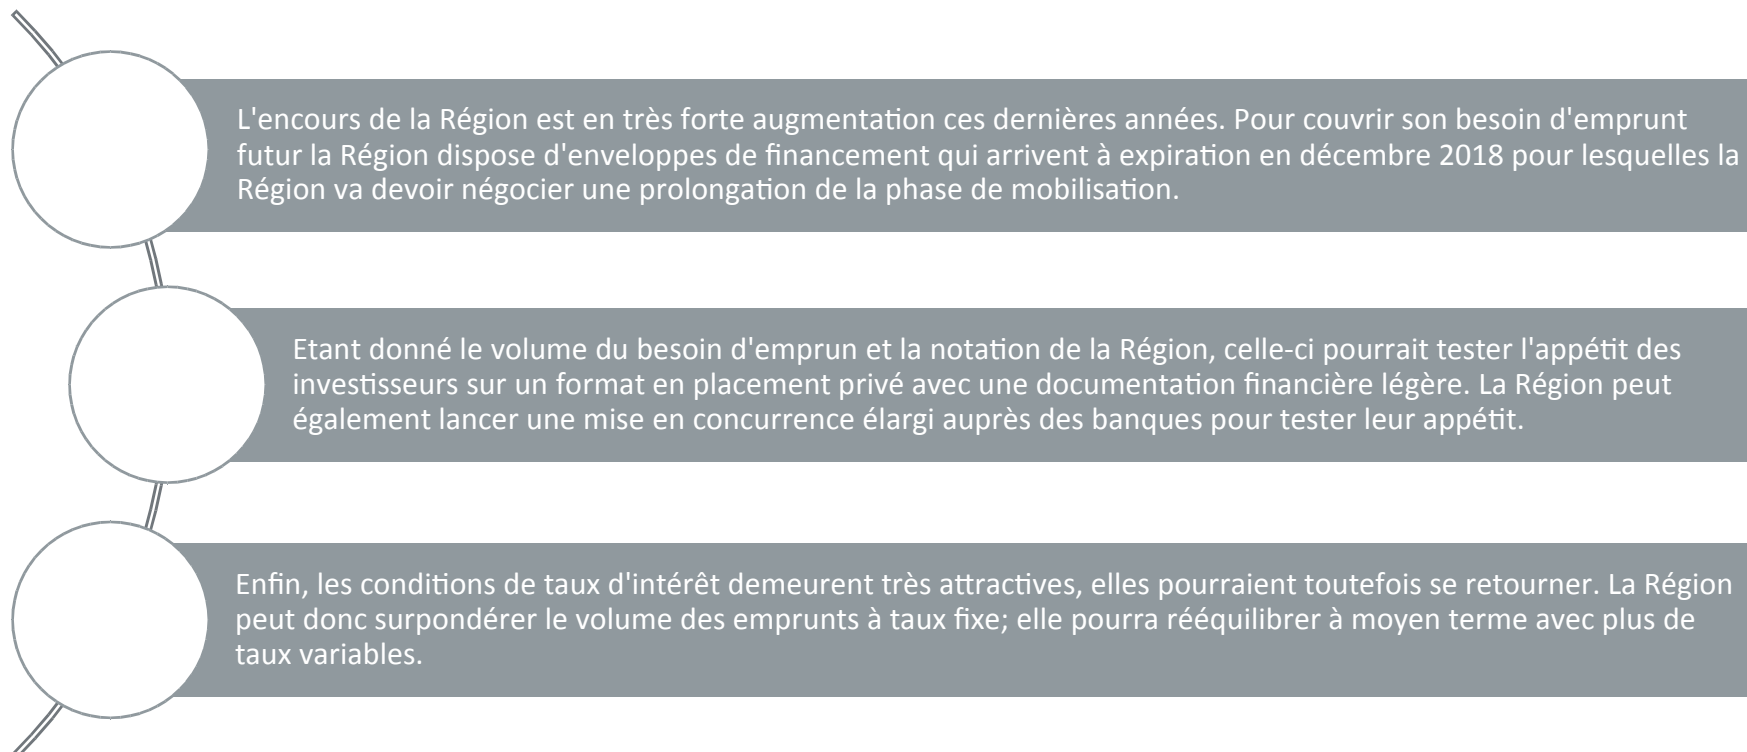 L'encours de la Région est en très forte augmentation ces dernières années. Pour couvrir son besoin d'emprunt
futur la Région dispose d'enveloppes de financement qui arrivent à expiration en décembre 2018 pour lesquelles la
Région va devoir négocier une prolongation de la phase de mobilisation.
Etant donné le volume du besoin d'emprun et la notation de la Région, celle-ci pourrait tester l'appétit des
investisseurs sur un format en placement privé avec une documentation financière légère. La Région peut
également lancer une mise en concurrence élargi auprès des banques pour tester leur appétit.
Enfin, les conditions de taux d'intérêt demeurent très attractives, elles pourraient toutefois se retourner. La Région
peut donc surpondérer le volume des emprunts à taux fixe; elle pourra rééquilibrer à moyen terme avec plus de
taux variables.